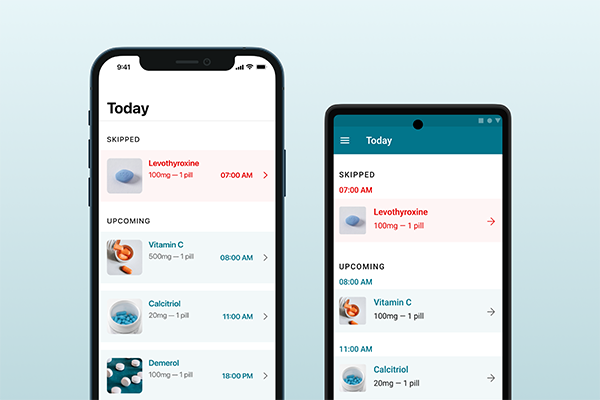 9:41
Today
SKIPPED
Levothyroxine
100mg — 1 pill
07:00 AM
UPCOMING
Vitamin C
500mg — 1 pill
08:00 AM
Calcitriol
20mg — 1 pill
11:00 AM
Demerol
100mg — 1 pill
18:00 PM
Today
SKIPPED
07:00 AM
Levothyroxine
100mg — 1 pill
UPCOMING
08:00 AM
Vitamin C
100mg — 1 pill
11:00 AM
Calcitriol
20mg — 1 pill